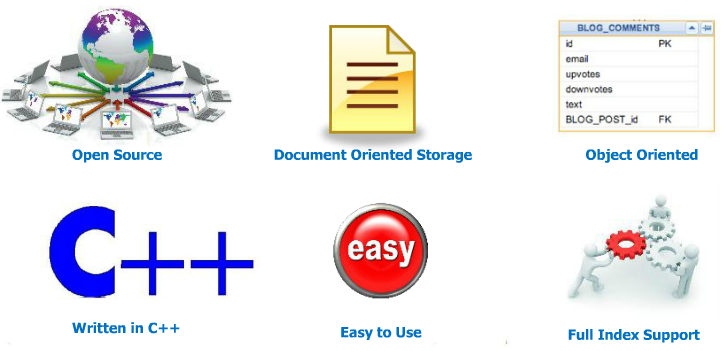 BLOG_COMMENTS
id PK
email
upvotes
downvotes
text
BLOG_POST_id FK
Open Source
Document Oriented Storage
Object Oriented
C++
easy
Written in C++
Easy to Use
Full Index Support